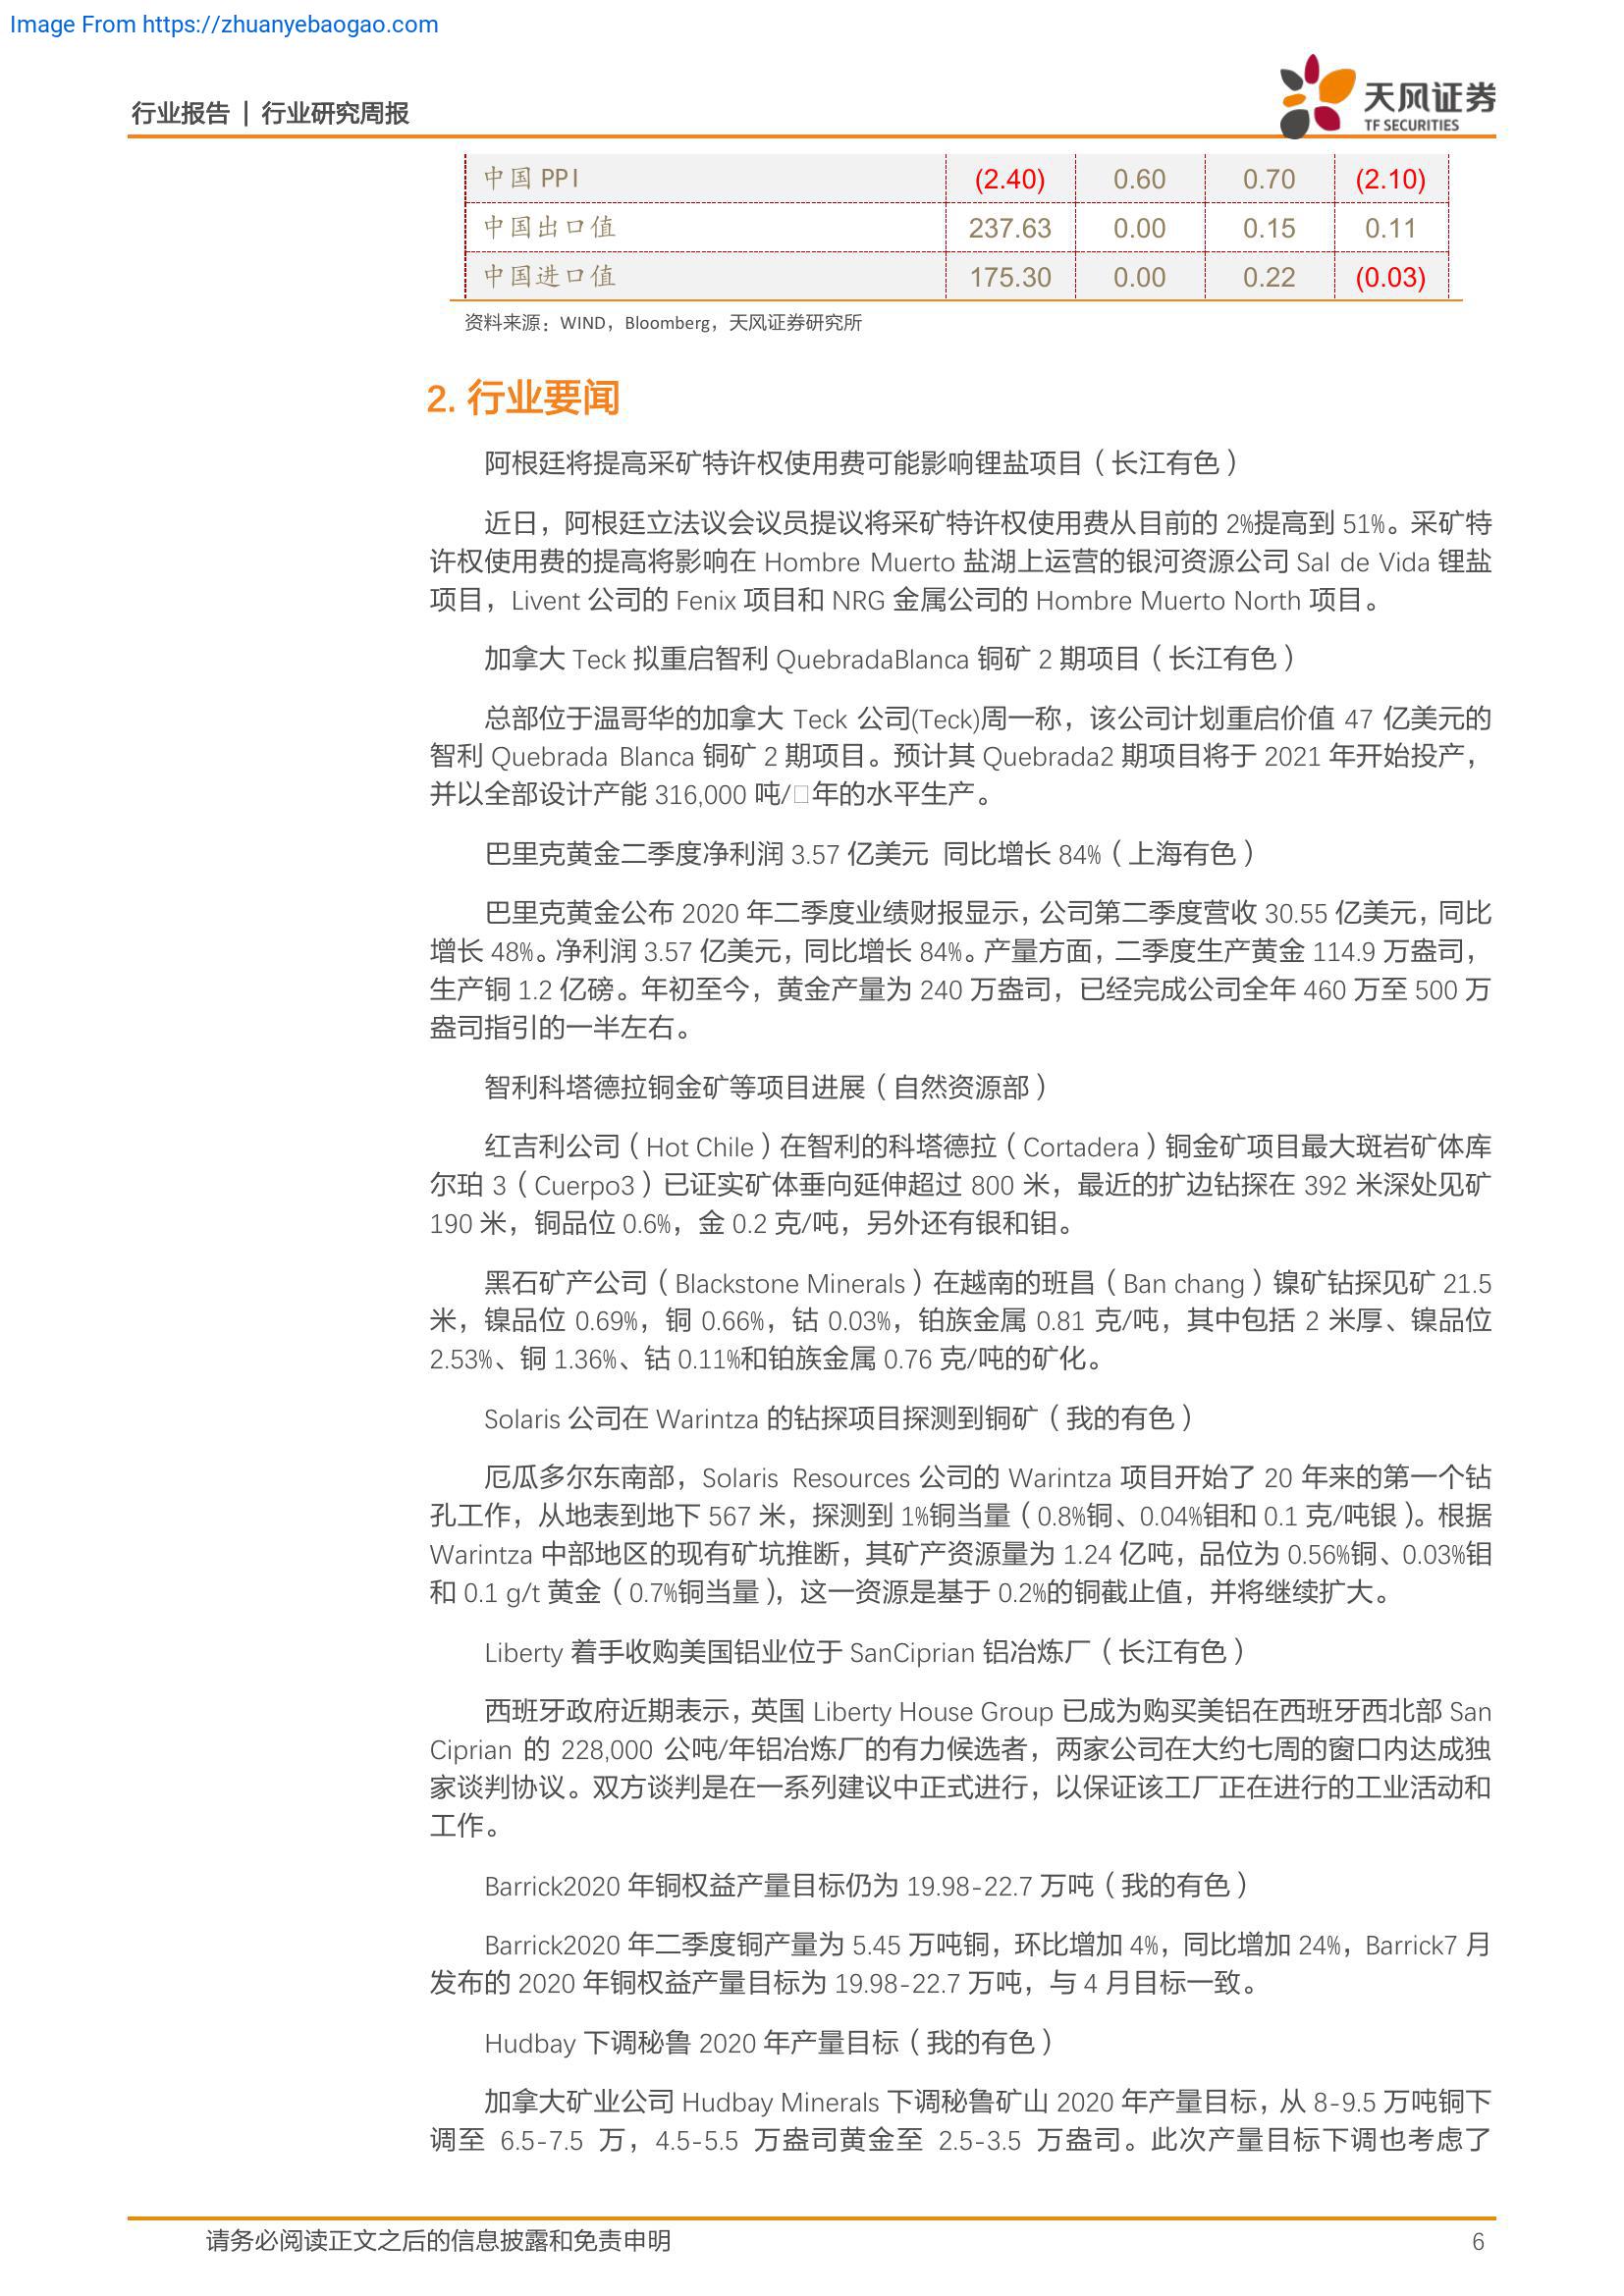 Image From https://zhuanyebaogao.com
行业报告 | 行业研究周报
天风证券
TF SECURITIES
中国 PPI (2.40) 0.60 0.70 (2.10)
中国出口值 237.63 0.00 0.15 0.11
中国进口值 175.30 0.00 0.22 (0.03)
资料来源：WIND，Bloomberg，天风证券研究所
2. 行业要闻
阿根廷将提高采矿特许权使用费可能影响锂盐项目（长江有色）
近日，阿根廷立法议会议员提议将采矿特许权使用费从目前的 2%提高到 51%。采矿特
许权使用费的提高将影响在 Hombre Muerto 盐湖上运营的银河资源公司 Sal de Vida 锂盐
项目，Livent 公司的 Fenix 项目和 NRG 金属公司的 Hombre Muerto North 项目。
加拿大 Teck 拟重启智利 QuebradaBlanca 铜矿 2 期项目（长江有色）
总部位于温哥华的加拿大 Teck 公司(Teck)周一称，该公司计划重启价值 47 亿美元的
智利 Quebrada Blanca 铜矿 2 期项目。预计其 Quebrada2 期项目将于 2021 年开始投产，
并以全部设计产能 316,000 吨/□年的水平生产。
巴里克黄金二季度净利润 3.57 亿美元 同比增长 84%（上海有色）
巴里克黄金公布 2020 年二季度业绩财报显示，公司第二季度营收 30.55 亿美元，同比
增长 48%。净利润 3.57 亿美元，同比增长 84%。产量方面，二季度生产黄金 114.9 万盎司，
生产铜 1.2 亿磅。年初至今，黄金产量为 240 万盎司，已经完成公司全年 460 万至 500 万
盎司指引的一半左右。
智利科塔德拉铜金矿等项目进展（自然资源部）
红吉利公司（Hot Chile）在智利的科塔德拉（Cortadera）铜金矿项目最大斑岩矿体库
尔珀 3（Cuerpo3）已证实矿体垂向延伸超过 800 米，最近的扩边钻探在 392 米深处见矿
190 米，铜品位 0.6%，金 0.2 克/吨，另外还有银和钼。
黑石矿产公司（Blackstone Minerals）在越南的班昌（Ban chang）镍矿钻探见矿 21.5
米，镍品位 0.69%，铜 0.66%，钴 0.03%，铂族金属 0.81 克/吨，其中包括 2 米厚、镍品位
2.53%、铜 1.36%、钴 0.11%和铂族金属 0.76 克/吨的矿化。
Solaris 公司在 Warintza 的钻探项目探测到铜矿（我的有色）
厄瓜多尔东南部，Solaris Resources 公司的 Warintza 项目开始了 20 年来的第一个钻
孔工作，从地表到地下 567 米，探测到 1%铜当量（0.8%铜、0.04%钼和 0.1 克/吨银）。根据
Warintza 中部地区的现有矿坑推断，其矿产资源量为 1.24 亿吨，品位为 0.56%铜、0.03%钼
和 0.1 g/t 黄金（0.7%铜当量），这一资源是基于 0.2%的铜截止值，并将继续扩大。
Liberty 着手收购美国铝业位于 SanCiprian 铝冶炼厂（长江有色）
西班牙政府近期表示，英国 Liberty House Group 已成为购买美铝在西班牙西北部 San
Ciprian 的 228,000 公吨/年铝冶炼厂的有力候选者，两家公司在大约七周的窗口内达成独
家谈判协议。双方谈判是在一系列建议中正式进行，以保证该工厂正在进行的工业活动和
工作。
Barrick2020 年铜权益产量目标仍为 19.98-22.7 万吨（我的有色）
Barrick2020 年二季度铜产量为 5.45 万吨铜，环比增加 4%，同比增加 24%，Barrick7 月
发布的 2020 年铜权益产量目标为 19.98-22.7 万吨，与 4 月目标一致。
Hudbay 下调秘鲁 2020 年产量目标（我的有色）
加拿大矿业公司 Hudbay Minerals 下调秘鲁矿山 2020 年产量目标，从 8-9.5 万吨铜下
调至 6.5-7.5 万，4.5-5.5 万盎司黄金至 2.5-3.5 万盎司。此次产量目标下调也考虑了
请务必阅读正文之后的信息披露和免责申明 6